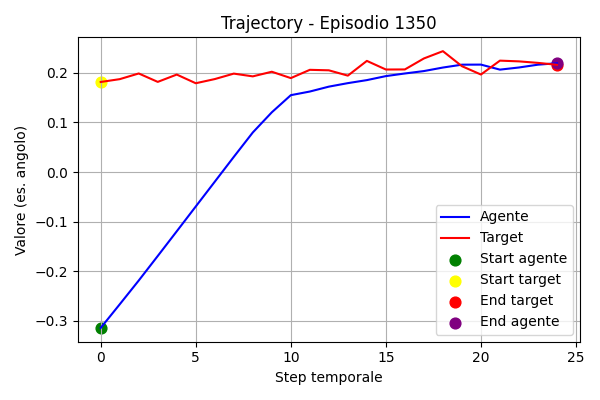 Trajectory - Episodio 1350
Valore (es. angolo)
0.2
0.1
0.0
−0.1
−0.2
−0.3
0
5
10
15
20
25
Step temporale
Agente
Target
Start agente
Start target
End target
End agente